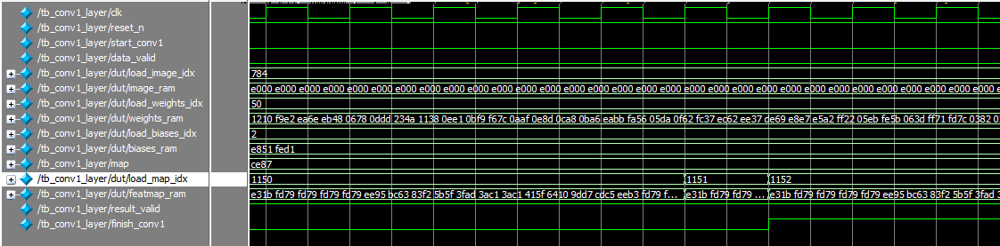 /tb_conv1_layer/clk
/tb_conv1_layer/reset_n
/tb_conv1_layer/start_conv1
/tb_conv1_layer/data_valid
/tb_conv1_layer/dut/load_image_idx 784
/tb_conv1_layer/dut/image_ram e000 e000 e000 e000 e000 e000 e000 e000 e000 e000 e000 e000 e000 e000 e000 e000 e000 e000 e000 e000 e000 e000 e000 e000 e000 e000 e000 e000 e000
/tb_conv1_layer/dut/load_weights_idx 50
/tb_conv1_layer/dut/weights_ram 1210 f9e2 ea6e eb48 0678 0ddd 234a 1138 0ee1 0bf9 f67c 0aaf 0e8d 0ca8 0ba6 eabb fa56 05da 0f62 fc37 ec62 ee37 de69 e8e7 e5a2 ff22 05eb fe5b 063d ff71 fd7c 0382
/tb_conv1_layer/dut/load_biases_idx 2
/tb_conv1_layer/dut/biases_ram e851 fed1
/tb_conv1_layer/map ce87
/tb_conv1_layer/dut/load_map_idx 1150 1151 1152
/tb_conv1_layer/dut/featmap_ram e31b fd79 fd79 fd79 fd79 ee95 bc63 83f2 5b5f 3fad 3ac1 3ac1 415f 6410 9dd7 cdc5 eeb3 fd79 f... e31b fd79 fd79 ... e31b fd79 fd79 fd79 fd79 ee95 bc63 83f2 5b5f 3fad
/tb_conv1_layer/result_valid
/tb_conv1_layer/finish_conv1